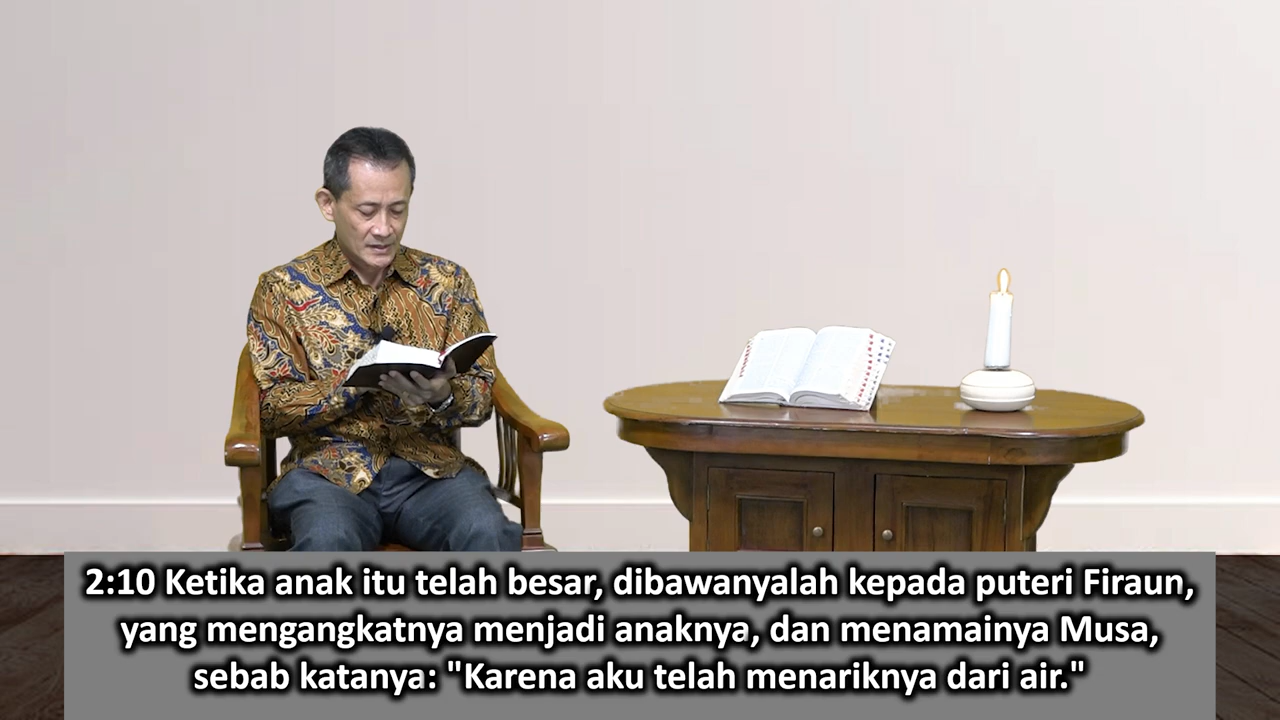 2:10 Ketika anak itu telah besar, dibawanyalah kepada puteri Firaun,
yang mengangkatnya menjadi anaknya, dan menamainya Musa,
sebab katanya: "Karena aku telah menariknya dari air."